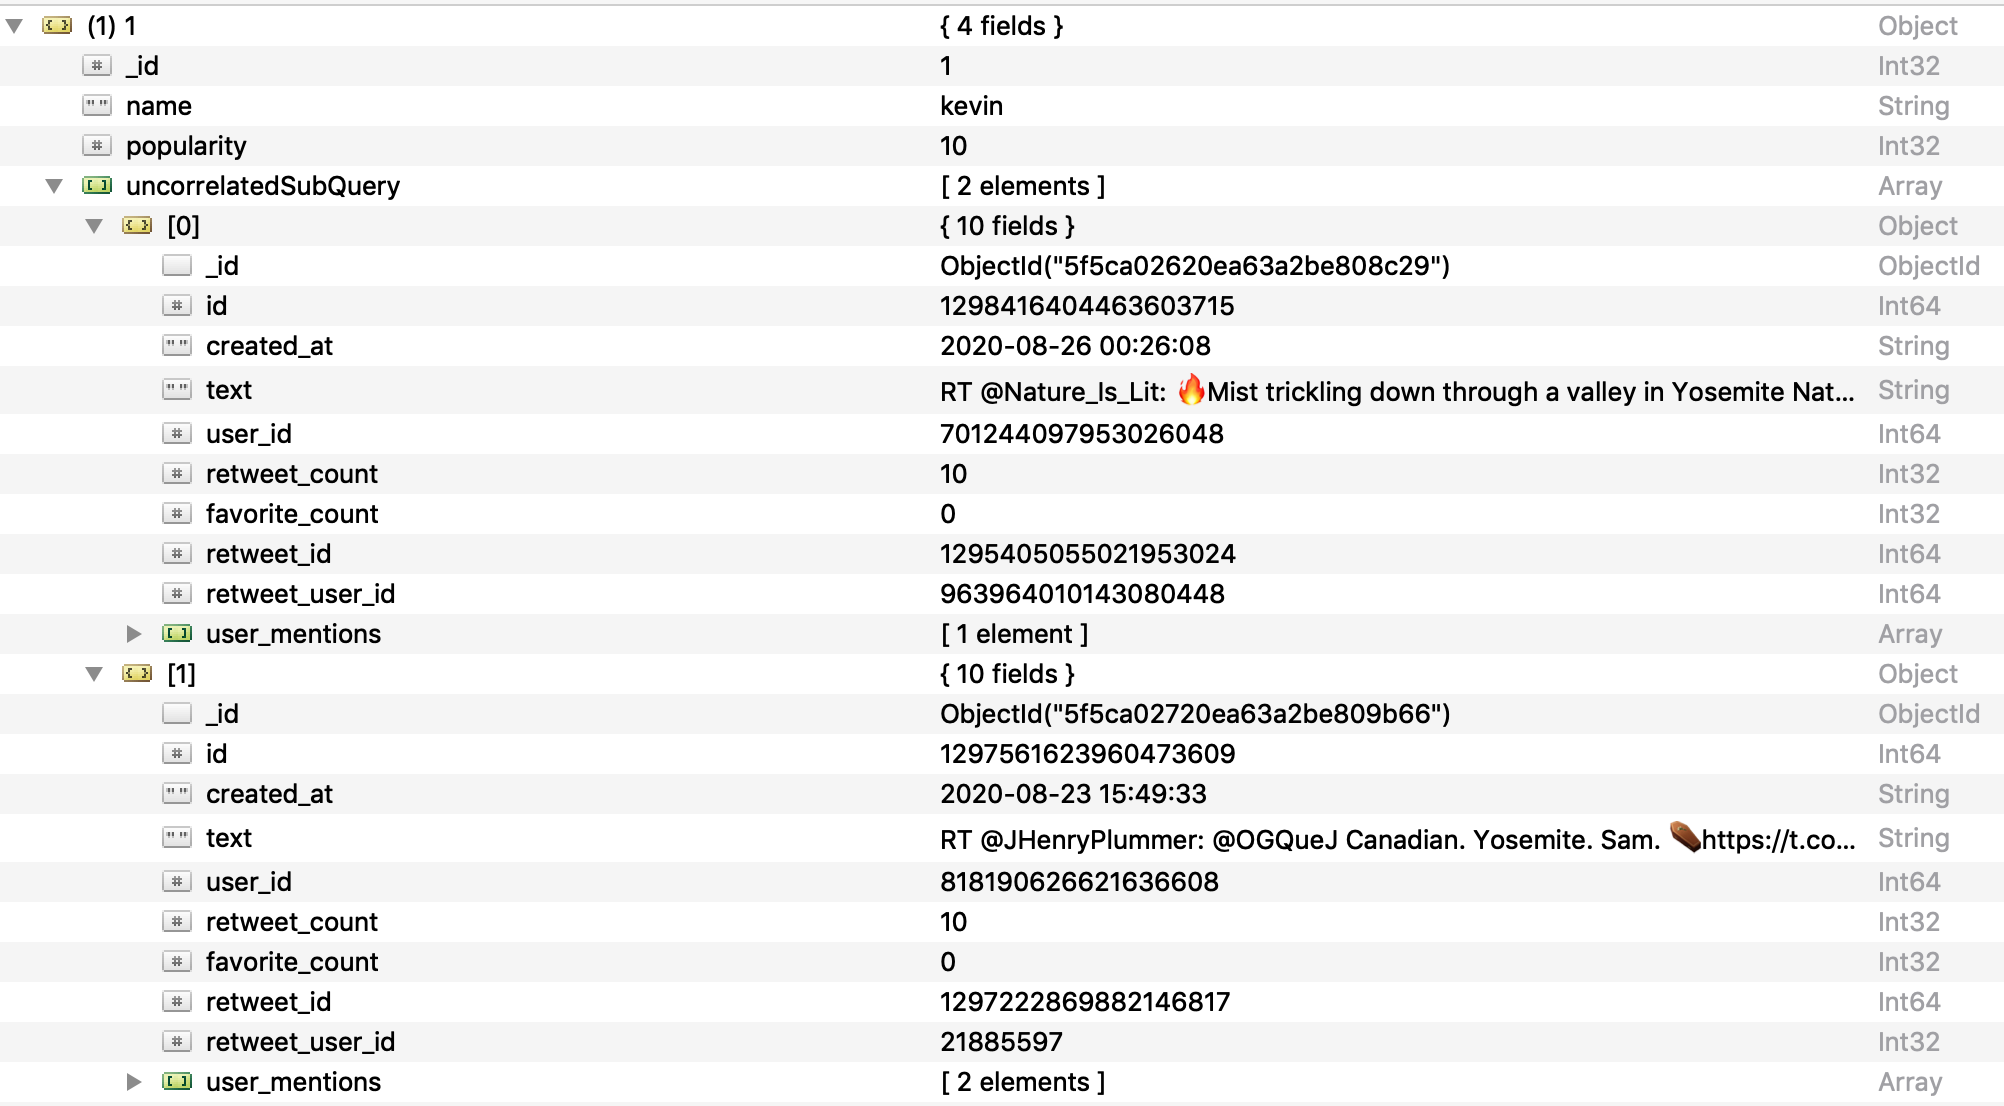 (1) 1 { 4 fields } Object
_id 1 Int32
name kevin String
popularity 10 Int32
uncorrelatedSubQuery [ 2 elements ] Array
[0] { 10 fields } Object
_id ObjectId("5f5ca02620ea63a2be808c29") ObjectId
id 1298416404463603715 Int64
created_at 2020-08-26 00:26:08 String
text RT @Nature_Is_Lit: 🔥Mist trickling down through a valley in Yosemite Nat... String
user_id 701244097953026048 Int64
retweet_count 10 Int32
favorite_count 0 Int32
retweet_id 1295405055021953024 Int64
retweet_user_id 963964010143080448 Int64
user_mentions [ 1 element ] Array
[1] { 10 fields } Object
_id ObjectId("5f5ca02720ea63a2be809b66") ObjectId
id 1297561623960473609 Int64
created_at 2020-08-23 15:49:33 String
text RT @JHenryPlummer: @OGQueJ Canadian. Yosemite. Sam. ⚰️https://t.co... String
user_id 818190626621636608 Int64
retweet_count 10 Int32
favorite_count 0 Int32
retweet_id 1297222869882146817 Int64
retweet_user_id 21885597 Int32
user_mentions [ 2 elements ] Array